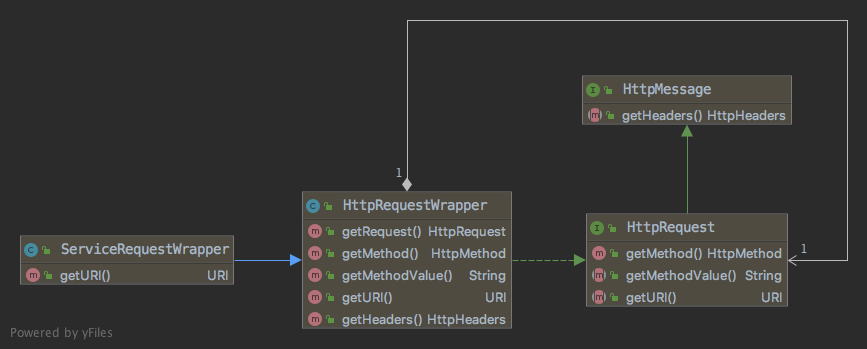 HttpMessage
getHeaders() HttpHeaders
1
HttpRequestWrapper
getRequest() HttpRequest
getMethod() HttpMethod
getMethodValue() String
getURI() URI
getHeaders() HttpHeaders
HttpRequest
getMethod() HttpMethod
getMethodValue() String
getURI() URI
1
ServiceRequestWrapper
getURI() URI
Powered by yFiles